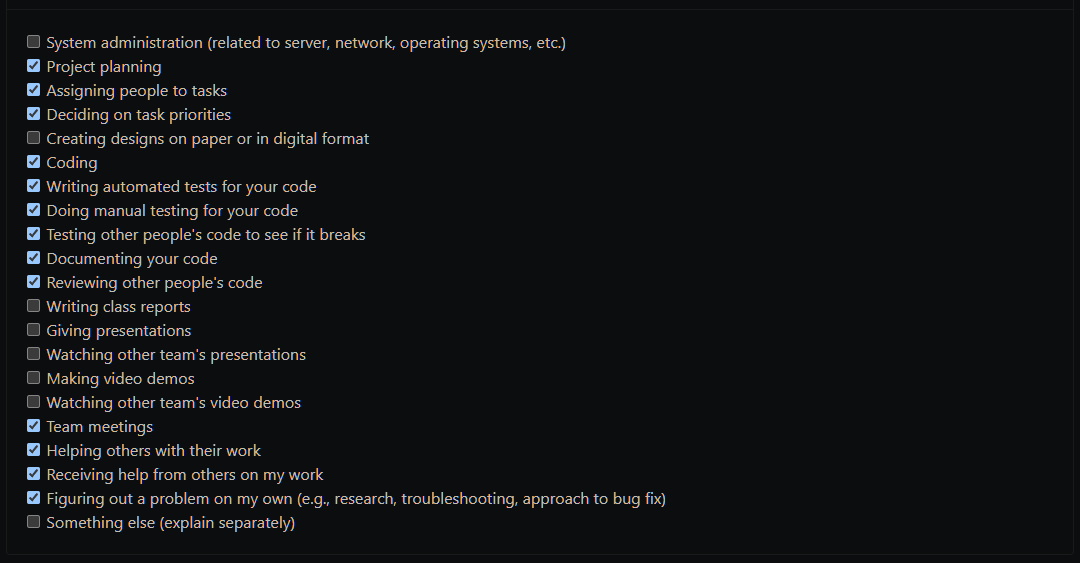 System administration (related to server, network, operating systems, etc.)
Project planning
Assigning people to tasks
Deciding on task priorities
Creating designs on paper or in digital format
Coding
Writing automated tests for your code
Doing manual testing for your code
Testing other people's code to see if it breaks
Documenting your code
Reviewing other people's code
Writing class reports
Giving presentations
Watching other team's presentations
Making video demos
Watching other team's video demos
Team meetings
Helping others with their work
Receiving help from others on my work
Figuring out a problem on my own (e.g., research, troubleshooting, approach to bug fix)
Something else (explain separately)